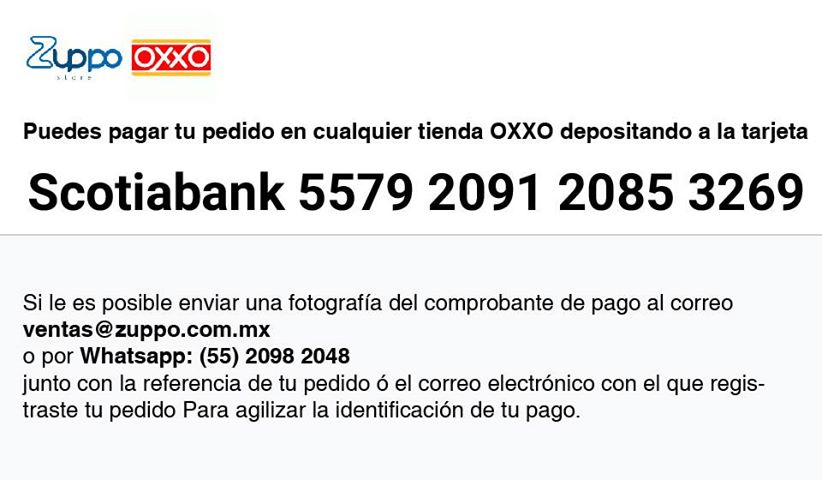 Zuppo OXXO
store
Puedes pagar tu pedido en cualquier tienda OXXO depositando a la tarjeta
Scotiabank 5579 2091 2085 3269
Si le es posible enviar una fotografía del comprobante de pago al correo
ventas@zuppo.com.mx
o por Whatsapp: (55) 2098 2048
junto con la referencia de tu pedido ó el correo electrónico con el que regis-
traste tu pedido Para agilizar la identificación de tu pago.